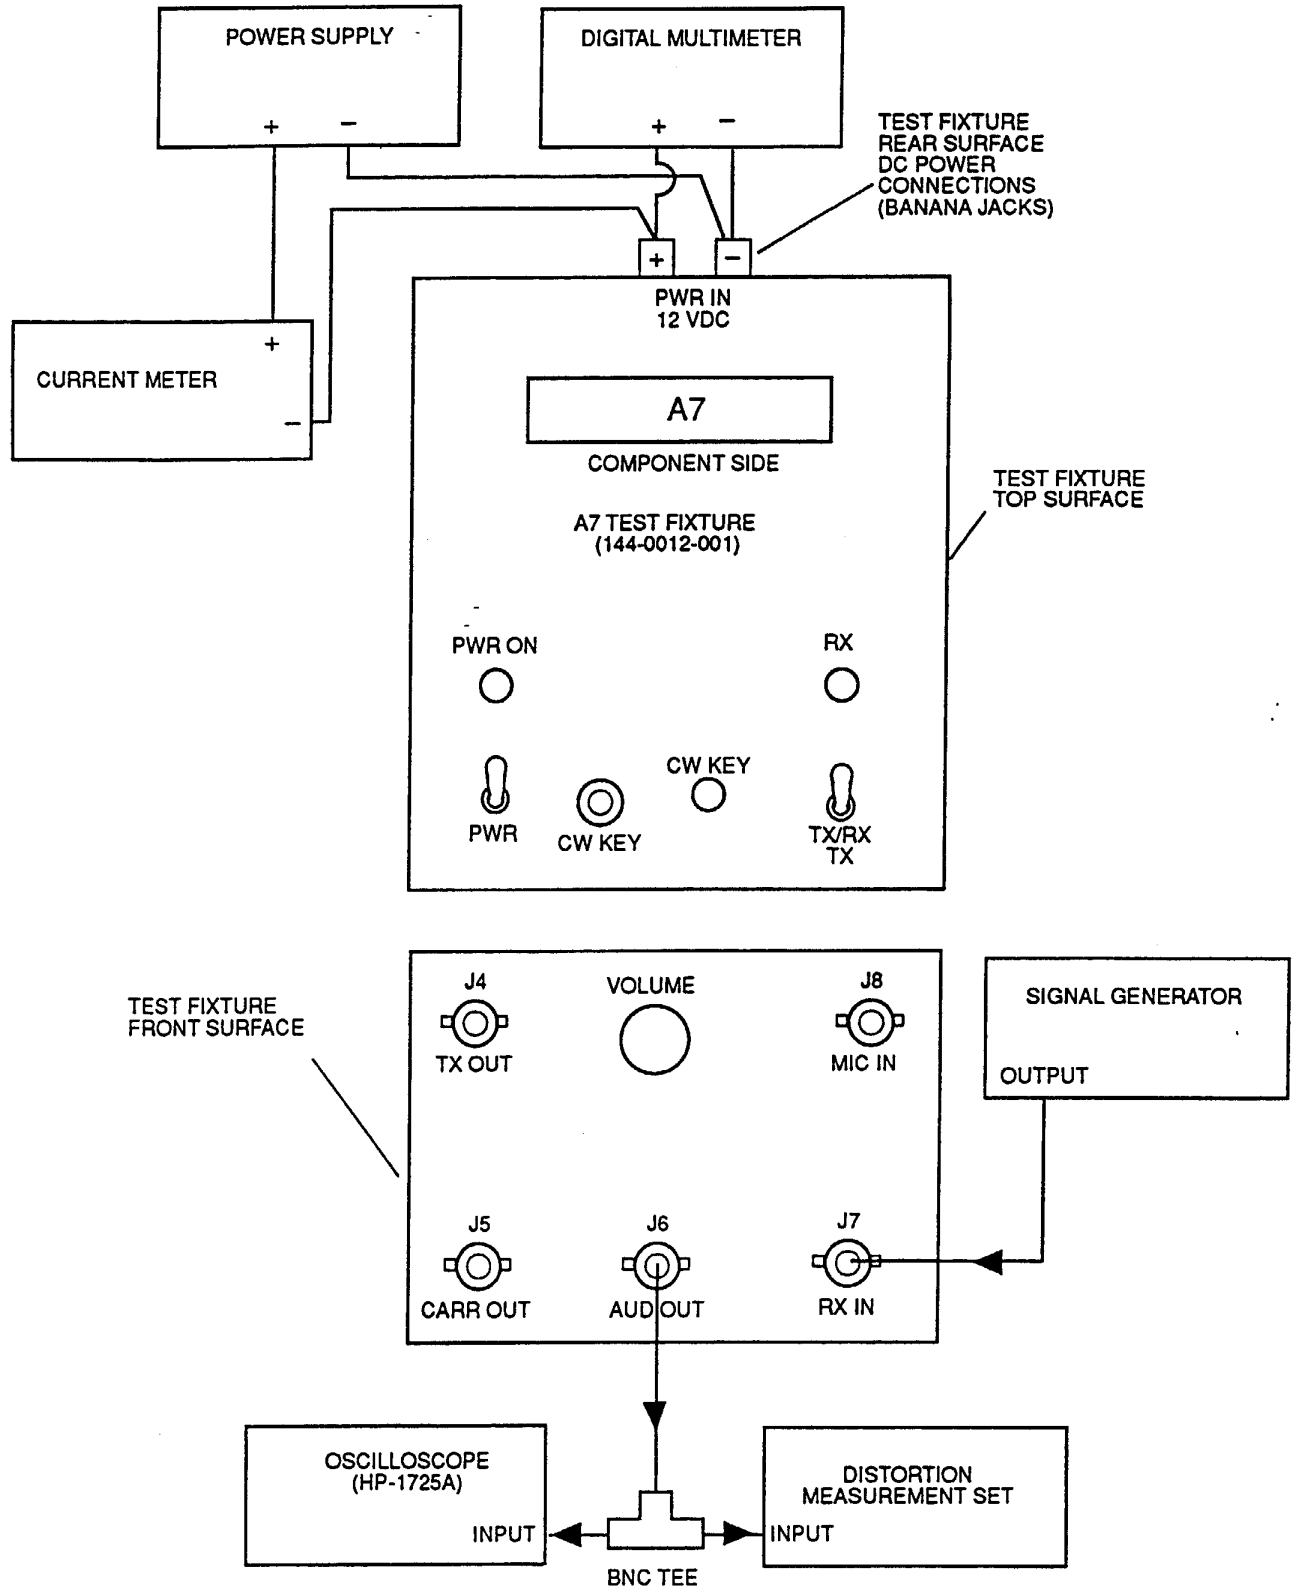 POWER SUPPLY
+ −
DIGITAL MULTIMETER
+ −
TEST FIXTURE
REAR SURFACE
DC POWER
CONNECTIONS
(BANANA JACKS)
+ −
PWR IN
12 VDC
+
CURRENT METER
−
A7
COMPONENT SIDE
TEST FIXTURE
TOP SURFACE
A7 TEST FIXTURE
(144-0012-001)
PWR ON
RX
CW KEY
PWR
CW KEY
TX/RX
TX
J4
VOLUME
J8
TX OUT
MIC IN
TEST FIXTURE
FRONT SURFACE
SIGNAL GENERATOR
OUTPUT
J5
J6
J7
CARR OUT
AUD OUT
RX IN
OSCILLOSCOPE
(HP-1725A)
INPUT
DISTORTION
MEASUREMENT SET
INPUT
BNC TEE